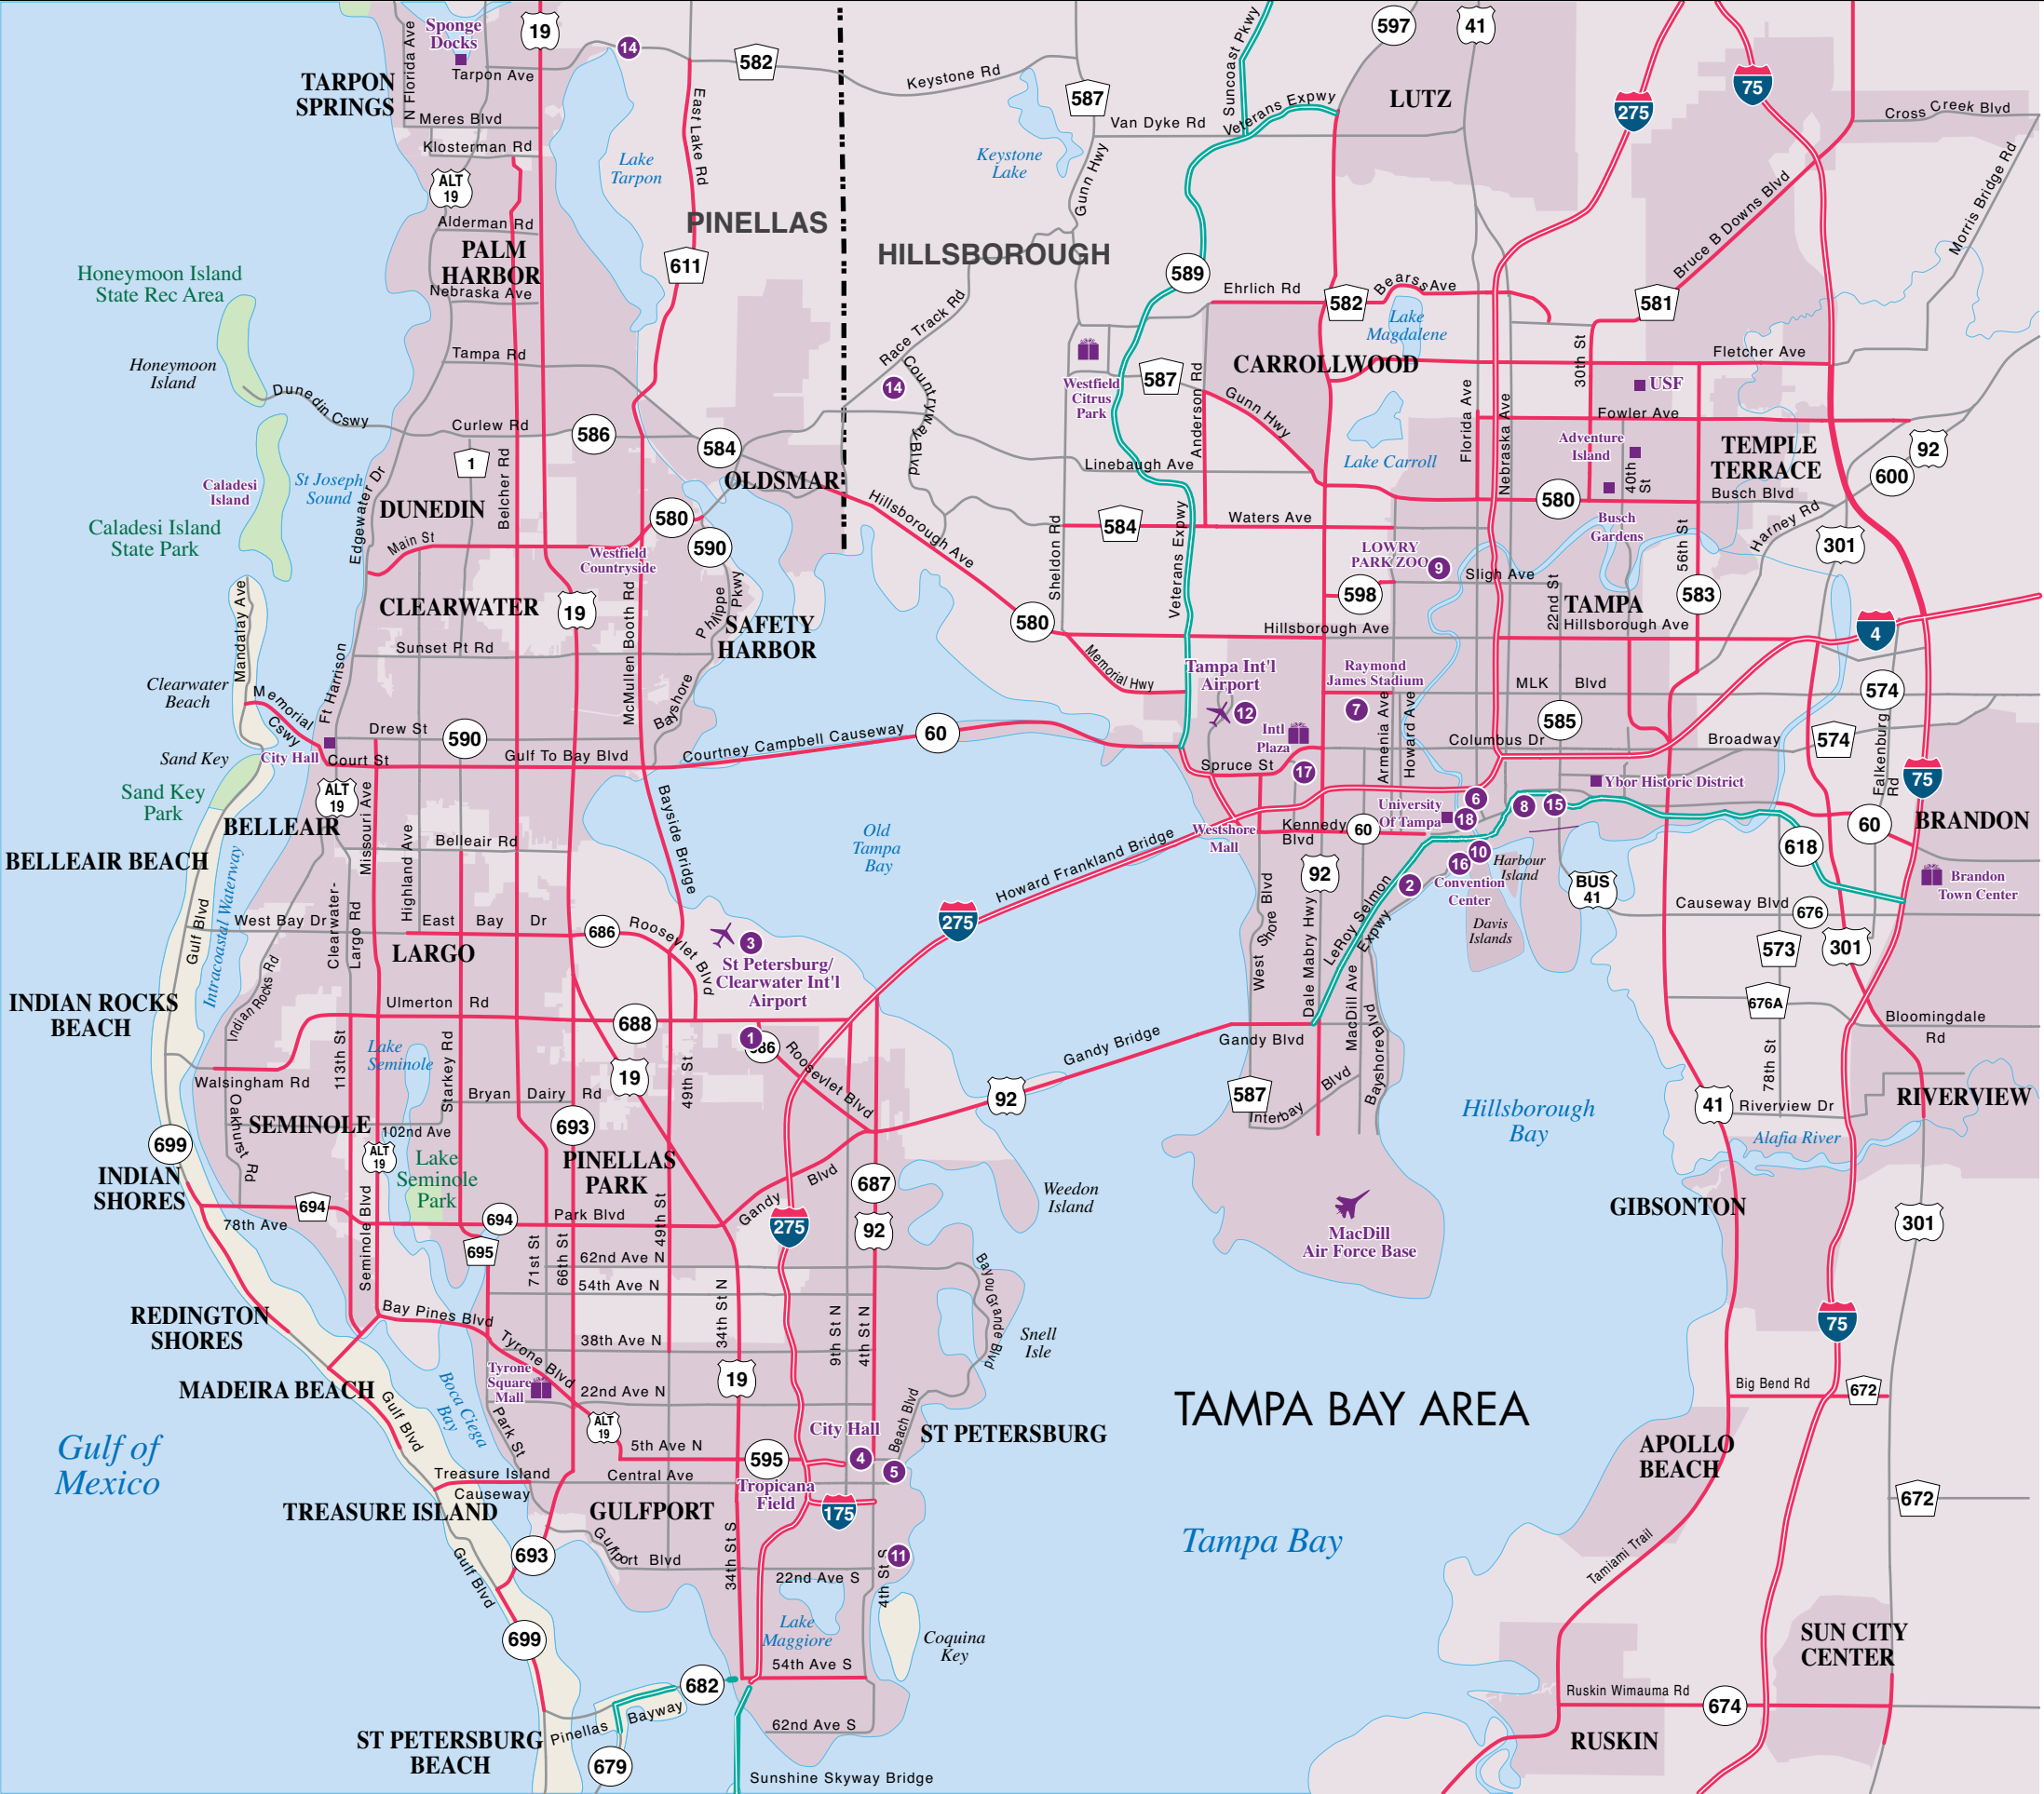 Sponge
Docks
19
14
582
597
41
Suncoast Pkwy
275
75
TARPON
SPRINGS
N Florida Ave
Tarpon Ave
Keystone Rd
587
LUTZ
Veterans Expwy
Van Dyke Rd
Cross Creek Blvd
Meres Blvd
Klosterman Rd
East Lake Rd
Lake
Tarpon
Keystone
Lake
Gunn Hwy
Morris Bridge Rd
ALT
19
Alderman Rd
PINELLAS
HILLSBOROUGH
Bruce B Downs Blvd
PALM
HARBOR
611
589
Nebraska Ave
Honeymoon Island
State Rec Area
Ehrlich Rd
582
Bearss Ave
581
Race Track Rd
Lake
Magdalene
Tampa Rd
Honeymoon
Island
Countryway Blvd
14
Westfield
Citrus
Park
587
Anderson Rd
CARROLLWOOD
30th St
Fletcher Ave
USF
Dunedin Cswy
Curlew Rd
586
584
Gunn Hwy
Florida Ave
Nebraska Ave
Fowler Ave
Adventure
Island
TEMPLE
TERRACE
92
600
1
Belcher Rd
Caladesi
Island
St Joseph
Sound
Edgewater Dr
OLDSMAR
Linebaugh Ave
Lake Carroll
40th
St
580
Busch Blvd
Busch
Gardens
Harney Rd
DUNEDIN
Caladesi Island
State Park
Main St
580
590
Westfield
Countryside
Hillsborough Ave
Sheldon Rd
584
Waters Ave
Veterans Expwy
LOWRY
PARK ZOO
9
Sligh Ave
56th St
301
598
583
22nd St
TAMPA
Hillsborough Ave
Mandalay Ave
CLEARWATER
19
McMullen Booth Rd
Philippe Pkwy
SAFETY
HARBOR
580
Hillsborough Ave
4
Sunset Pt Rd
Ft Harrison
Memorial Hwy
Tampa Int'l
Airport
12
Raymond
James Stadium
7
MLK Blvd
574
Clearwater
Beach
Memorial
Cswy
Bayshore
585
Intl
Plaza
Armenia Ave
Howard Ave
Drew St
590
Courtney Campbell Causeway
60
Columbus Dr
Broadway
574
Falkenburg
Rd
Sand Key
City Hall
Court St
Gulf To Bay Blvd
Spruce St
17
Ybor Historic District
75
Sand Key
Park
ALT
19
Missouri Ave
Bayside Bridge
University
Of Tampa
6
18
8
15
BELLEAIR
Highland Ave
Belleair Rd
Old
Tampa
Bay
Westshore
Mall
Kennedy
Blvd
60
60
BRANDON
618
BELLEAIR BEACH
Howard Frankland Bridge
92
10
16
2
Harbour
Island
Convention
Center
BUS
41
Brandon
Town Center
Intracoastal Waterway
Gulf Blvd
West Bay Dr
Clearwater-
Largo Rd
East Bay Dr
686
Roosevelt Blvd
275
West Shore Blvd
Dale Mabry Hwy
LeRoy Selmon
Expwy
Davis
Islands
Causeway Blvd
676
LARGO
3
St Petersburg/
Clearwater Int'l
Airport
573
301
Indian Rocks Rd
INDIAN ROCKS
BEACH
Ulmerton Rd
688
MacDill Ave
676A
Bloomingdale
Rd
Gandy Bridge
Gandy Blvd
Bayshore Blvd
113th St
Lake
Seminole
Starkey Rd
1
Roosevelt Blvd
Walsingham Rd
19
49th St
92
587
Interbay Blvd
78th St
Bryan Dairy Rd
Oakhurst Rd
SEMINOLE
102nd Ave
693
Hillsborough
Bay
41
Riverview Dr
RIVERVIEW
699
ALT
19
Alafia River
Lake
Seminole
Park
PINELLAS
PARK
INDIAN
SHORES
687
Weedon
Island
694
78th Ave
Seminole Blvd
694
Park Blvd
49th St
Gandy Blvd
275
92
MacDill
Air Force Base
GIBSONTON
301
695
71st St
66th St
62nd Ave N
54th Ave N
Bayou Grande Blvd
REDINGTON
SHORES
Bay Pines Blvd
34th St N
9th St N
4th St N
38th Ave N
Snell
Isle
75
Tyrone Blvd
Tyrone
Square
Mall
MADEIRA BEACH
Boca Ciega
Bay
22nd Ave N
19
TAMPA BAY AREA
Big Bend Rd
672
Gulf Blvd
Park St
ALT
19
City Hall
Beach Blvd
ST PETERSBURG
Gulf of
Mexico
5th Ave N
595
4
5
APOLLO
BEACH
Treasure Island
Causeway
Central Ave
Tropicana
Field
175
672
TREASURE ISLAND
GULFPORT
Gulfport Blvd
34th St S
Tampa Bay
Tamiami Trail
693
Gulf Blvd
22nd Ave S
4th St S
11
Lake
Maggiore
699
Coquina
Key
SUN CITY
CENTER
54th Ave S
682
Ruskin Wimauma Rd
674
Pinellas Bayway
62nd Ave S
ST PETERSBURG
BEACH
679
RUSKIN
Sunshine Skyway Bridge